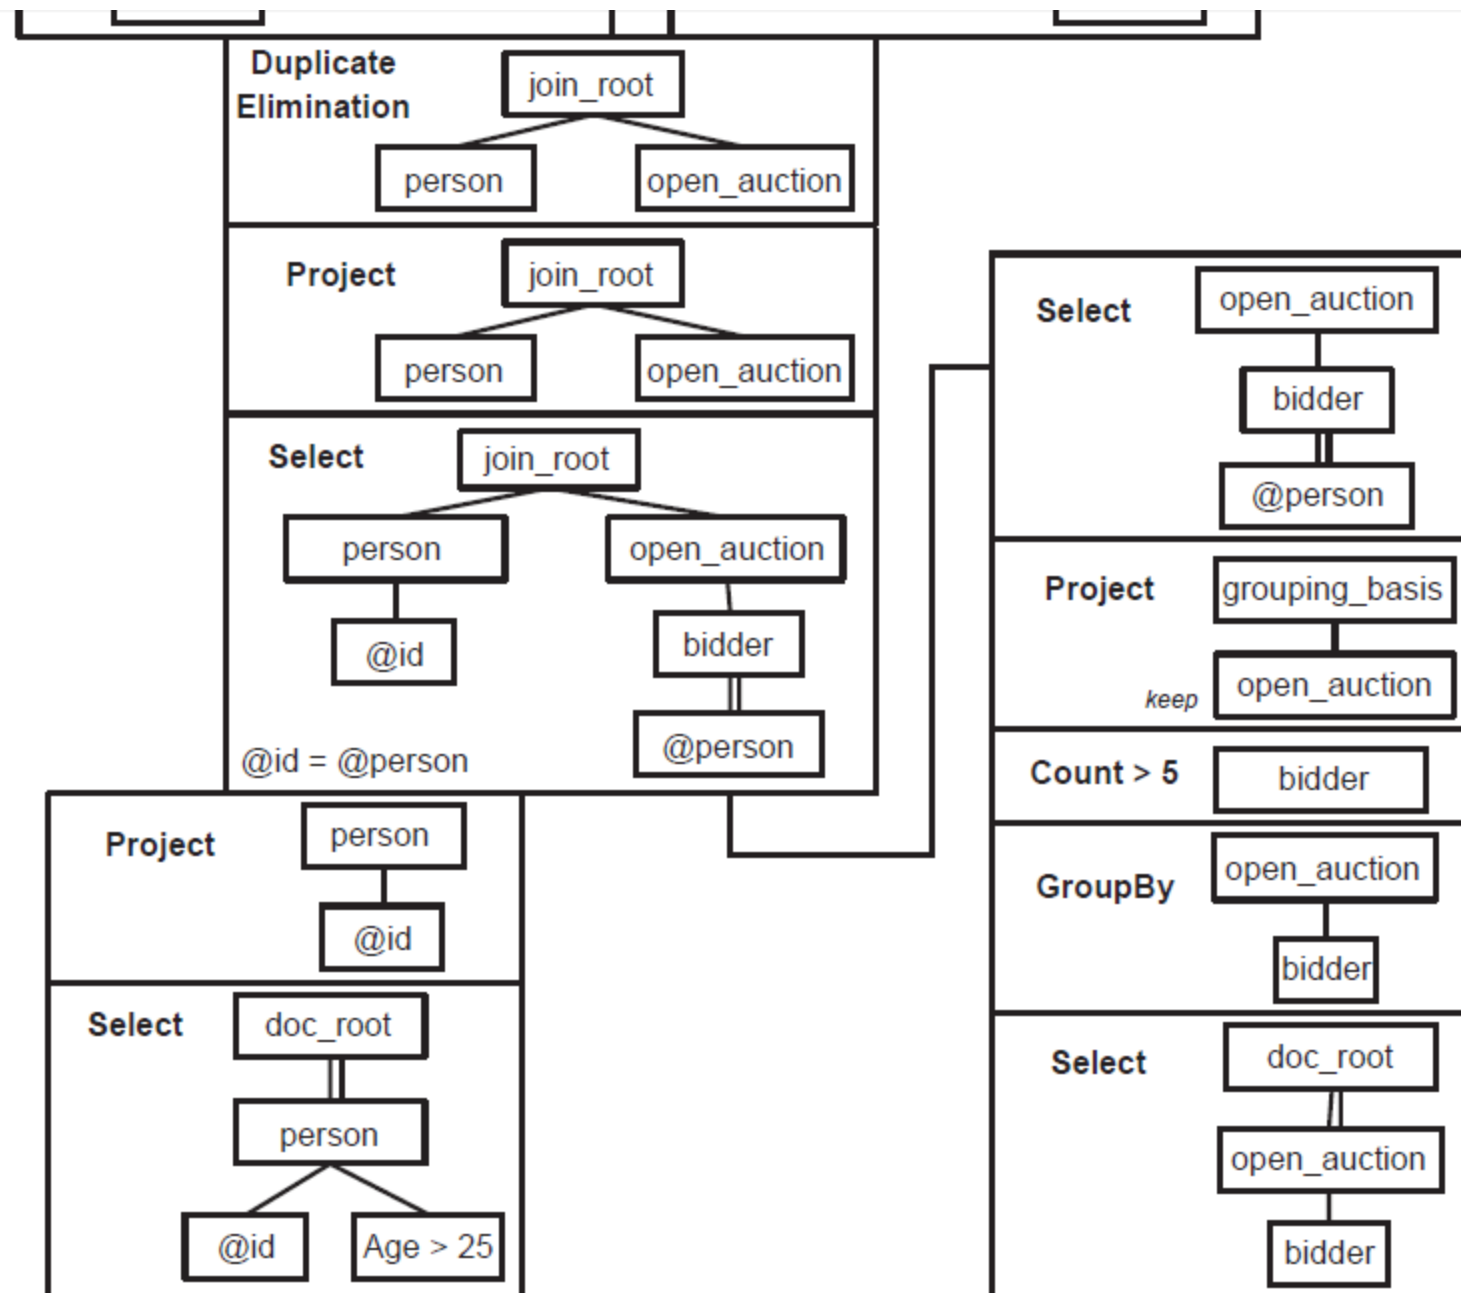 Duplicate
Elimination
join_root
person
open_auction
Project
join_root
person
open_auction
Select
join_root
person
open_auction
@id
bidder
@person
@id = @person
Project
person
@id
Select
doc_root
person
@id
Age > 25
Select
open_auction
bidder
@person
Project
grouping_basis
keep
open_auction
Count > 5
bidder
GroupBy
open_auction
bidder
Select
doc_root
open_auction
bidder